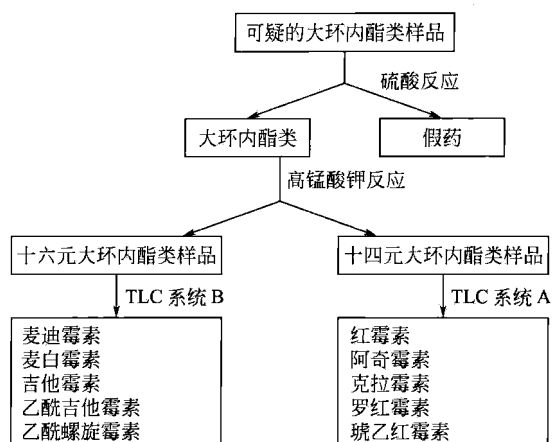 可疑的大环内酯类样品
硫酸反应
大环内酯类
假药
高锰酸钾反应
十六元大环内酯类样品
十四元大环内酯类样品
TLC 系统 B
TLC 系统 A
麦迪霉素
麦白霉素
吉他霉素
乙酰吉他霉素
乙酰螺旋霉素
红霉素
阿奇霉素
克拉霉素
罗红霉素
琥乙红霉素